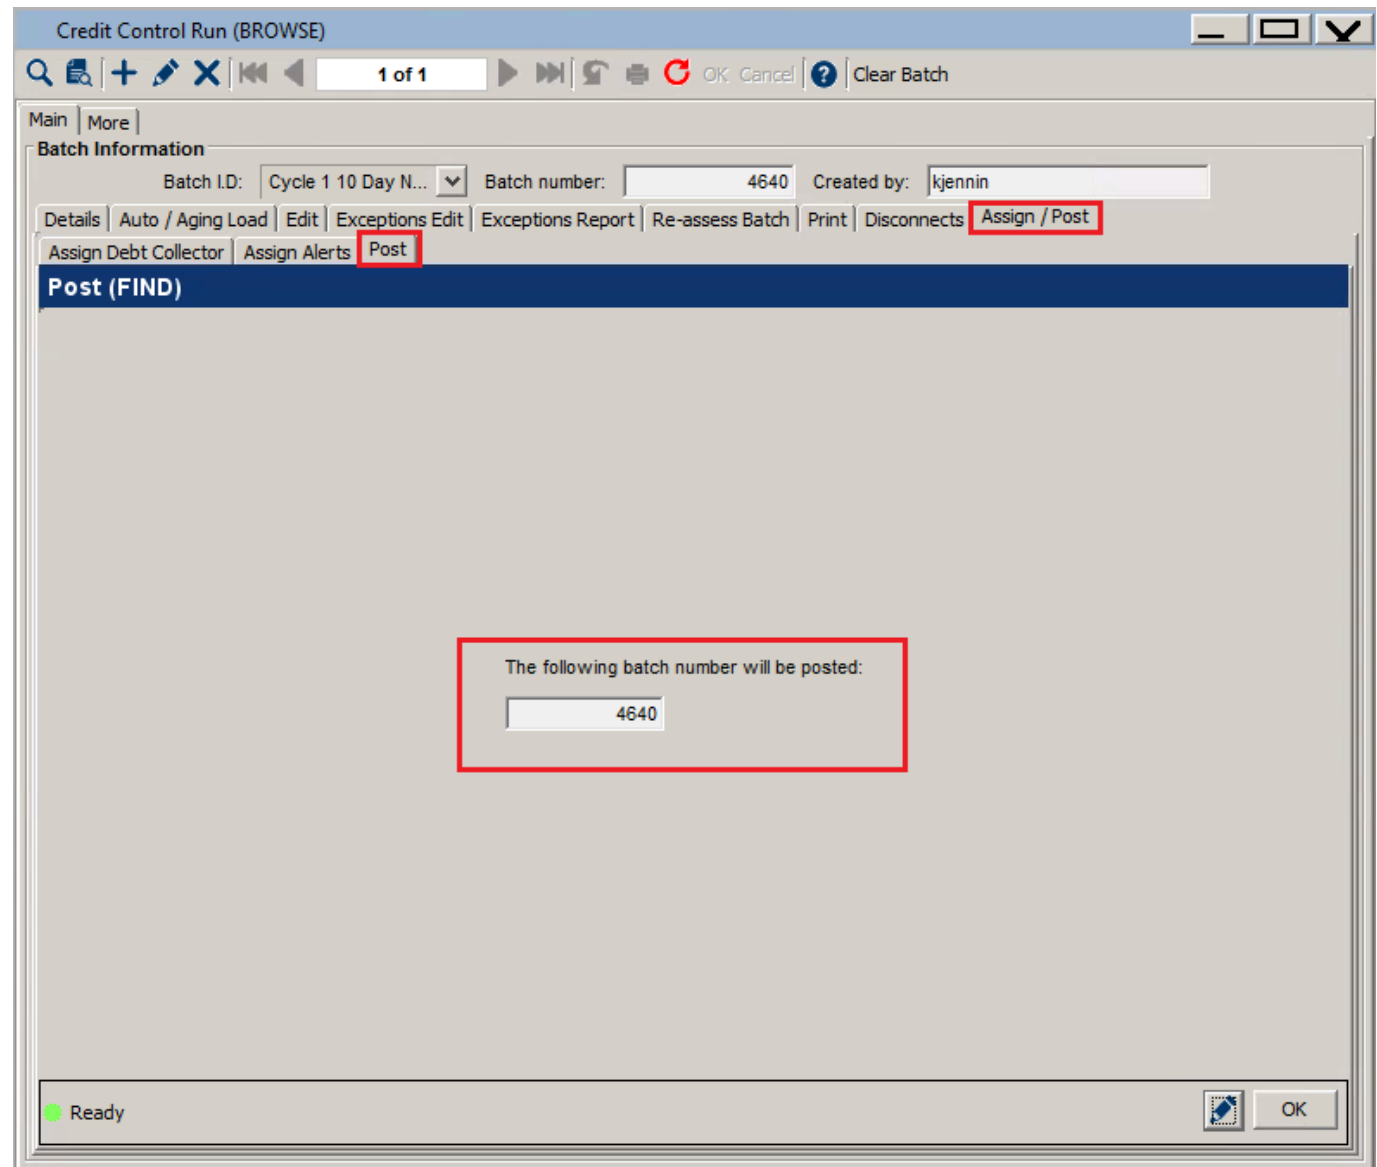 Credit Control Run (BROWSE)
1 of 1 OK Cancel ? Clear Batch
Main More
Batch Information
Batch I.D: Cycle 1 10 Day N... Batch number: 4640 Created by: kjennin
Details Auto / Aging Load Edit Exceptions Edit Exceptions Report Re-assess Batch Print Disconnects Assign / Post
Assign Debt Collector Assign Alerts Post
Post (FIND)
The following batch number will be posted:
4640
Ready OK